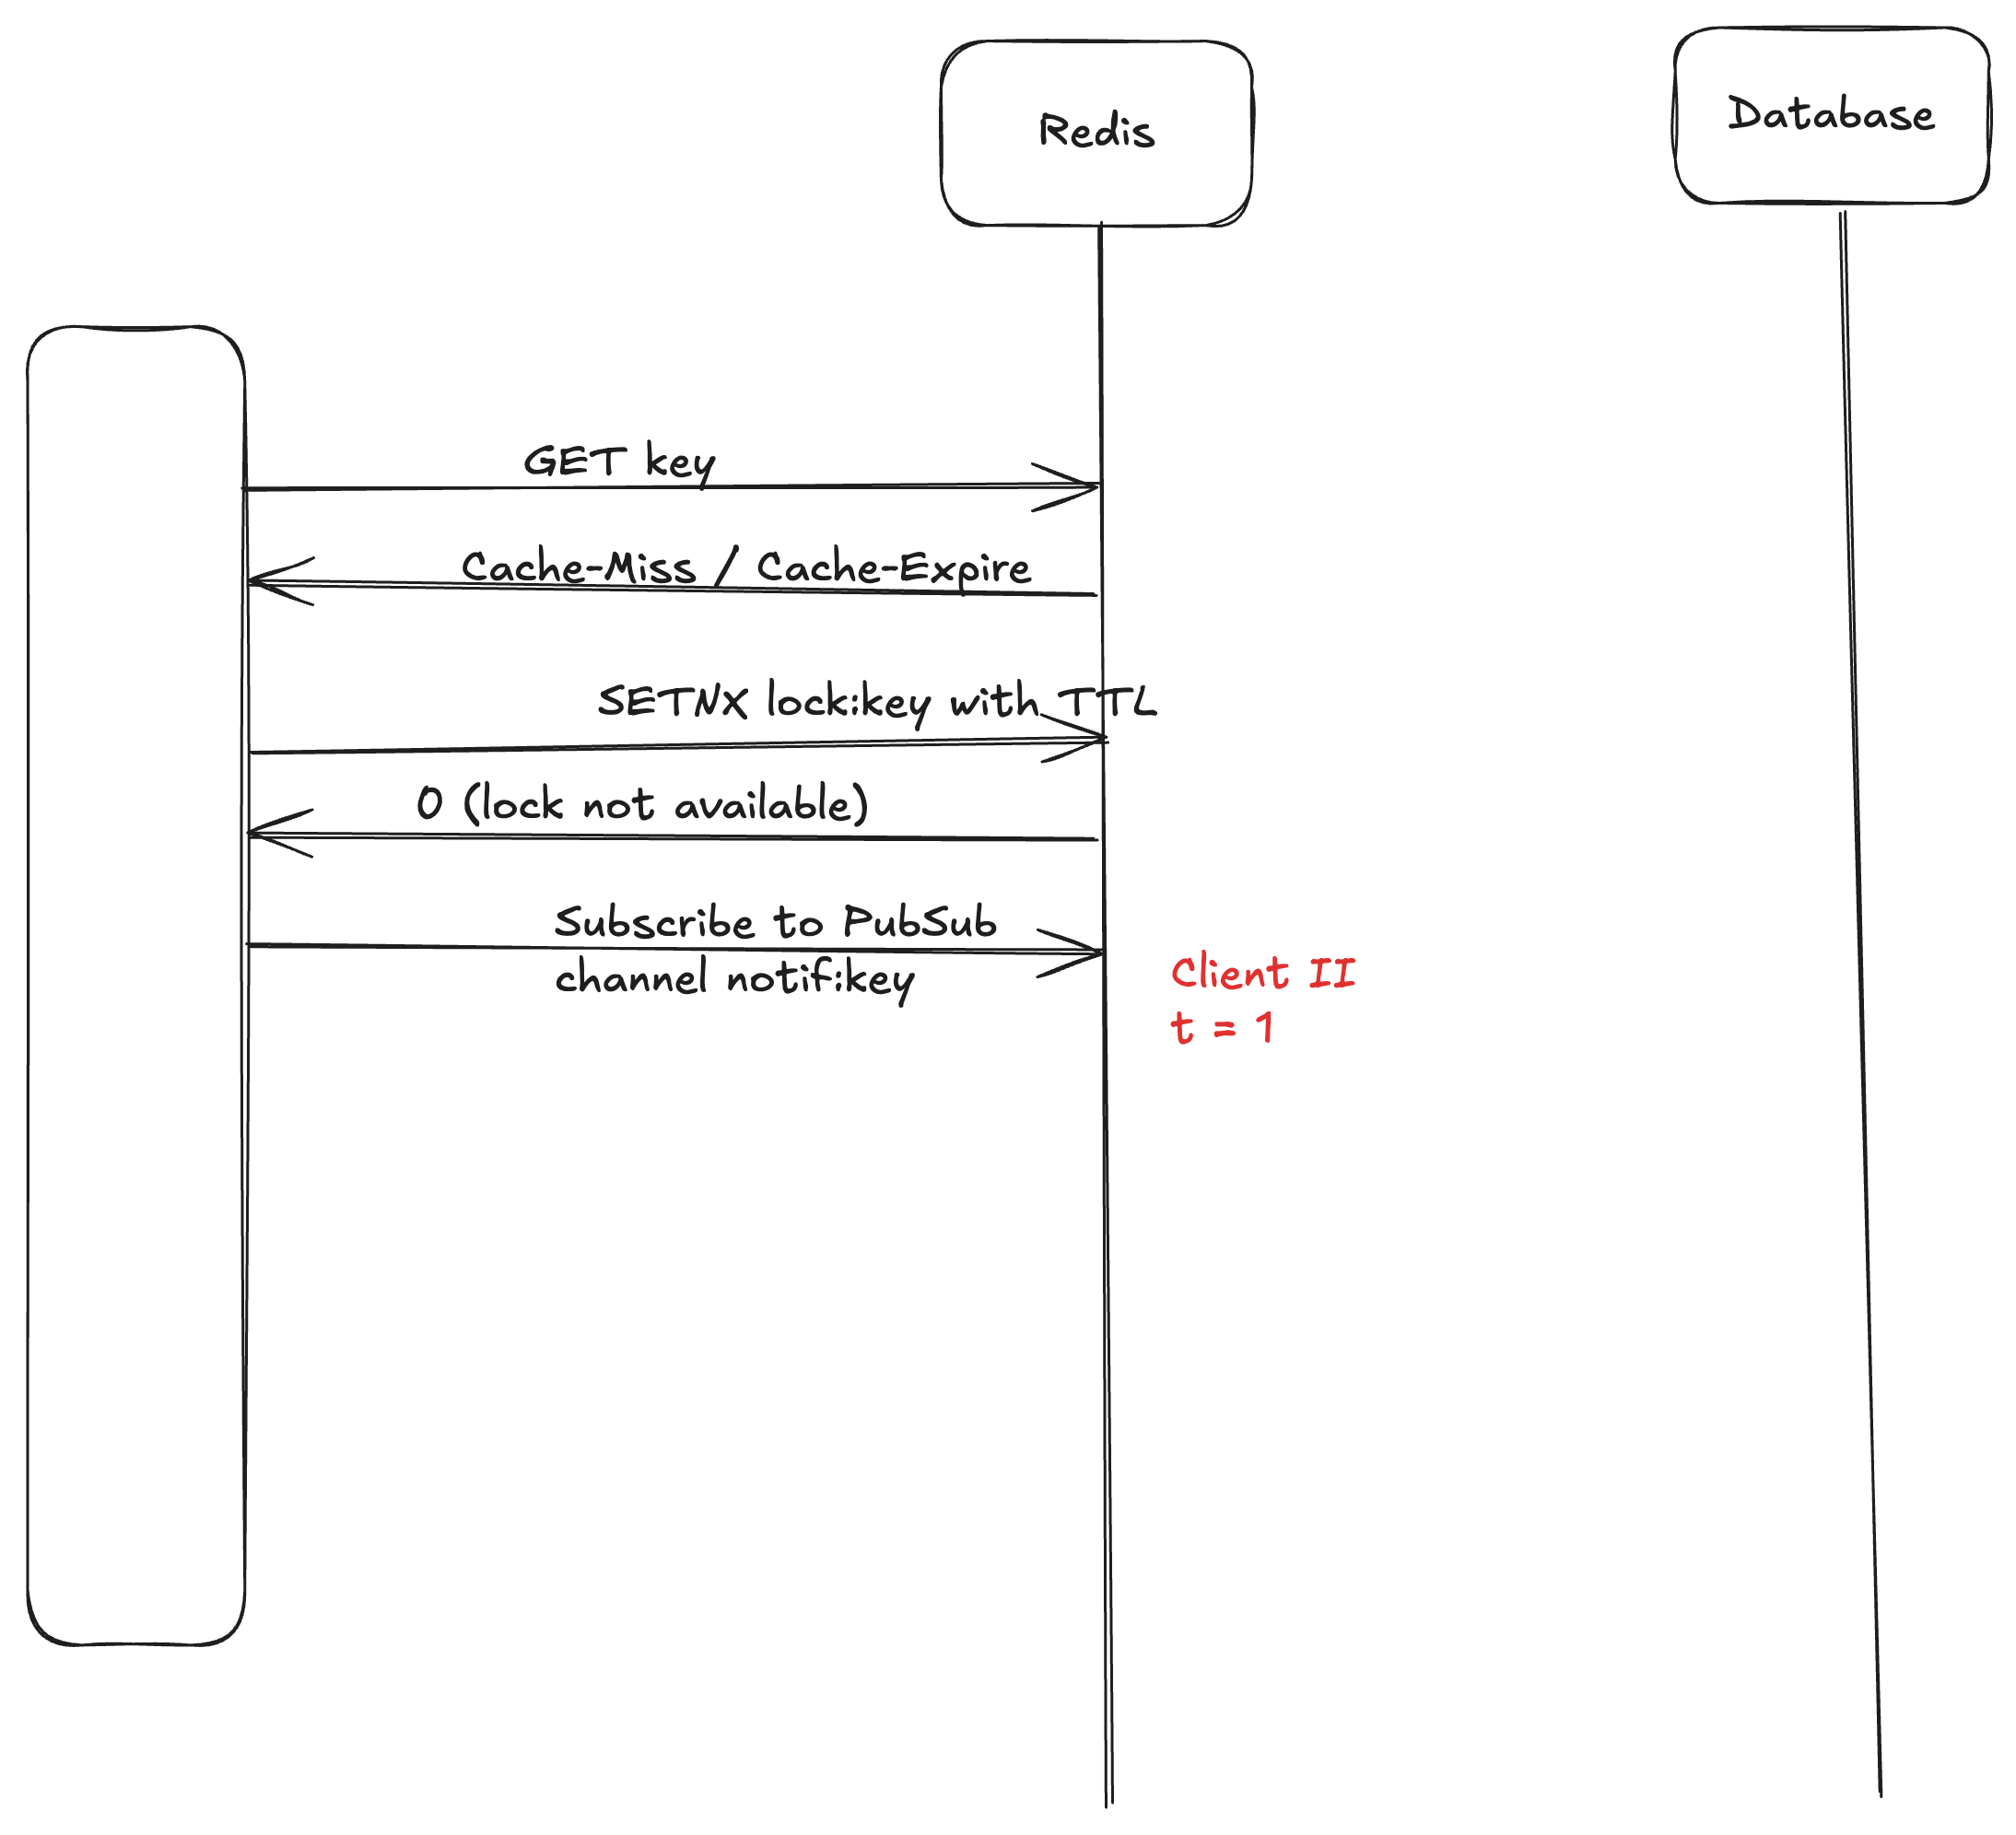 Redis
Database
GET key
Cache-Miss / Cache-Expire
SETNX lock:key with TTL
0 (lock not available)
Subscribe to PubSub
channel notif:key
Client II
t = 1